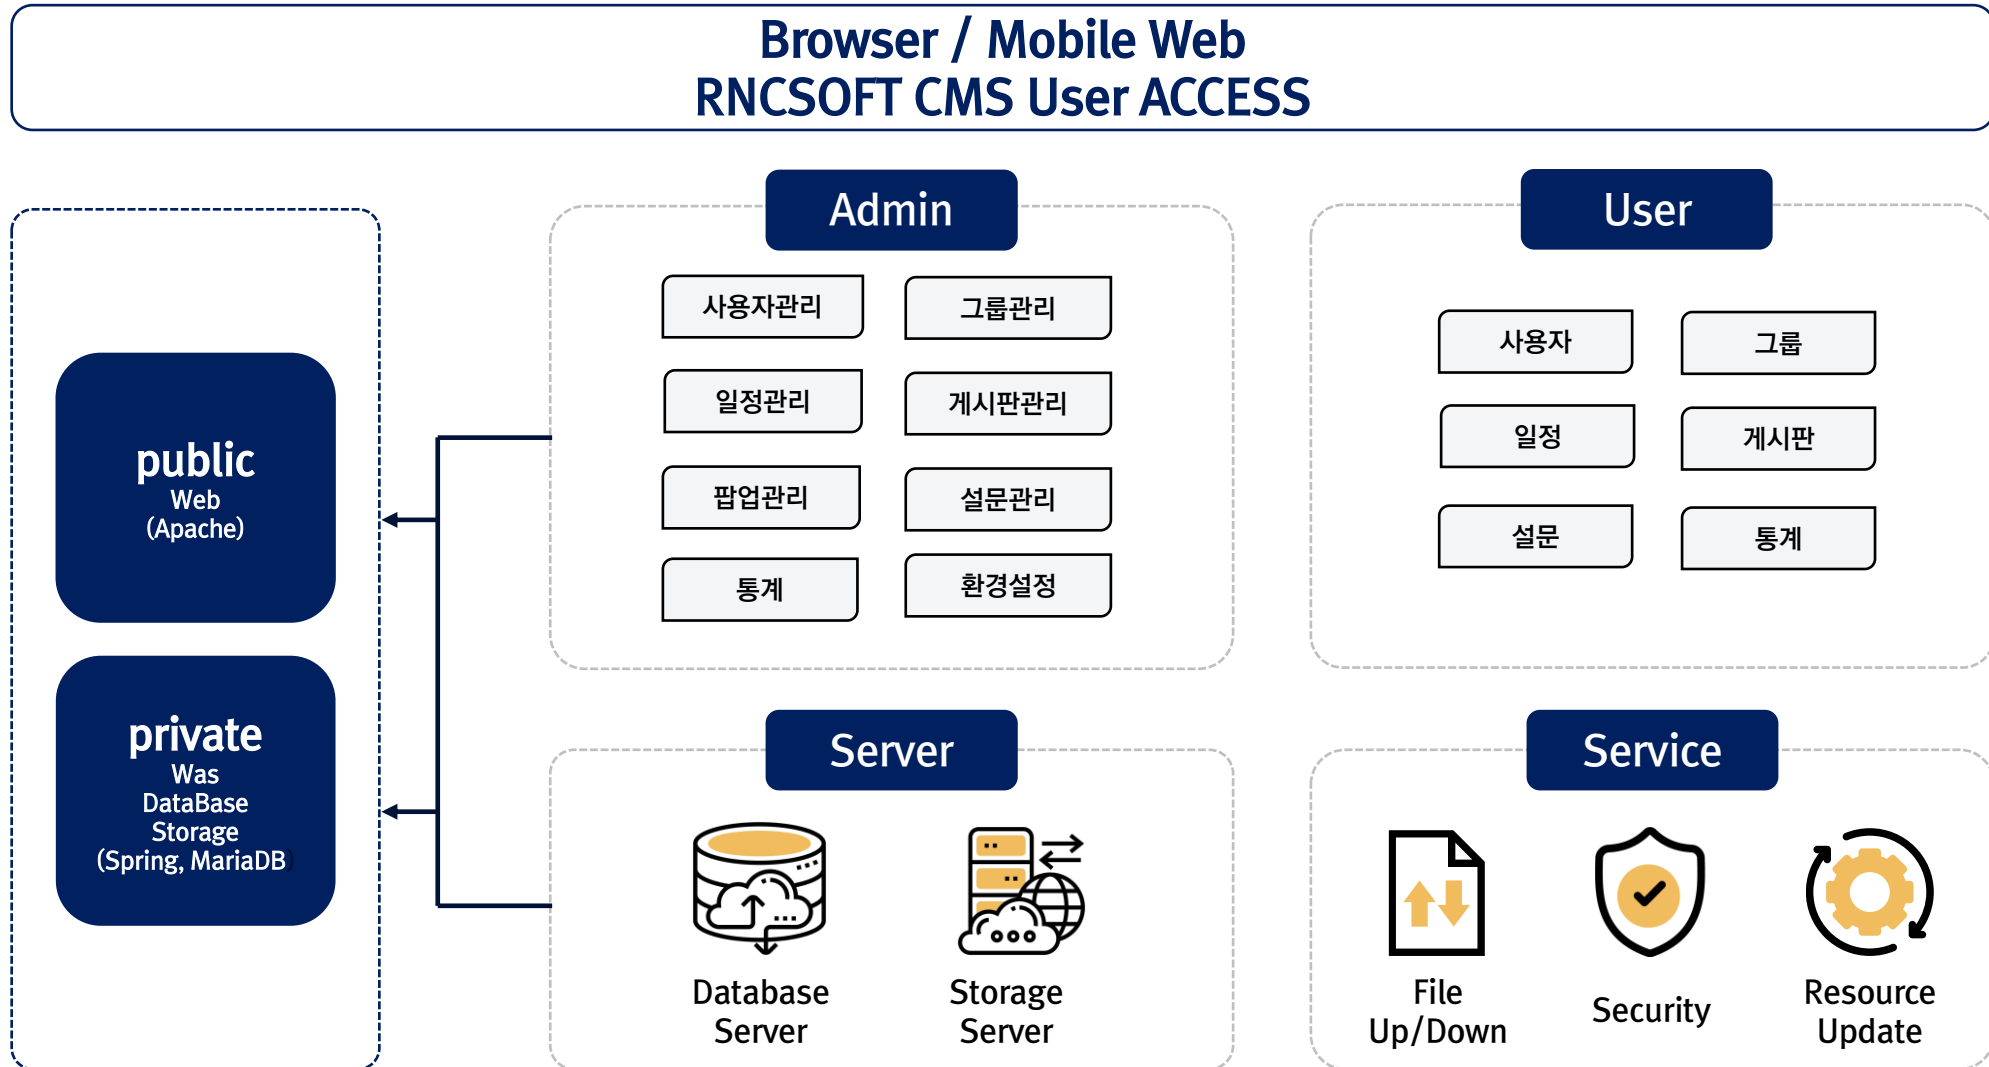 Browser / Mobile Web
RNCSOFT CMS User ACCESS
public
Web
(Apache)
private
Was
DataBase
Storage
(Spring, MariaDB)
Admin
사용자관리
그룹관리
일정관리
게시판관리
팝업관리
설문관리
통계
환경설정
User
사용자
그룹
일정
게시판
설문
통계
Server
Database
Server
Storage
Server
Service
File
Up/Down
Security
Resource
Update